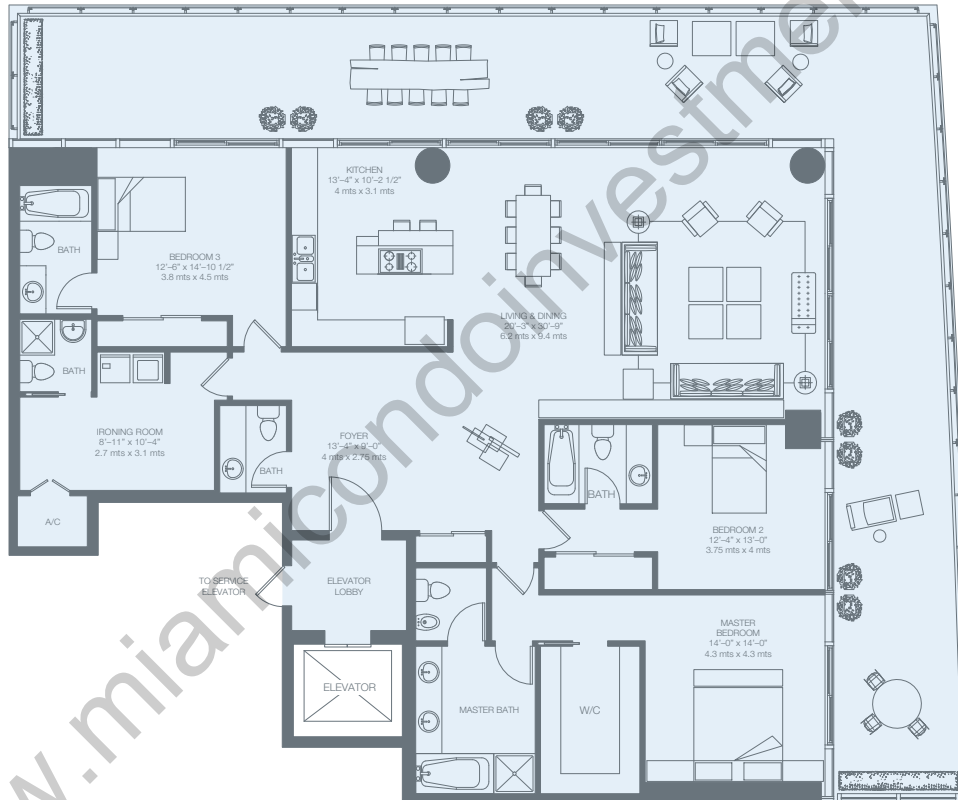 KITCHEN
13'-4" x 10'-2 1/2"
4 mts x 3.1 mts
BATH
BEDROOM 3
12'-6" x 14'-10 1/2"
3.8 mts x 4.5 mts
LIVING & DINING
20'-3" x 30'-9"
6.2 mts x 9.4 mts
BATH
IRONING ROOM
8'-11" x 10'-4"
2.7 mts x 3.1 mts
FOYER
13'-4" x 9'-0"
4 mts x 2.75 mts
BATH
BATH
A/C
BEDROOM 2
12'-4" x 13'-0"
3.75 mts x 4 mts
TO SERVICE
ELEVATOR
ELEVATOR
LOBBY
MASTER
BEDROOM
14'-0" x 14'-0"
4.3 mts x 4.3 mts
ELEVATOR
MASTER BATH
W/C
w.miamicondoinvestme